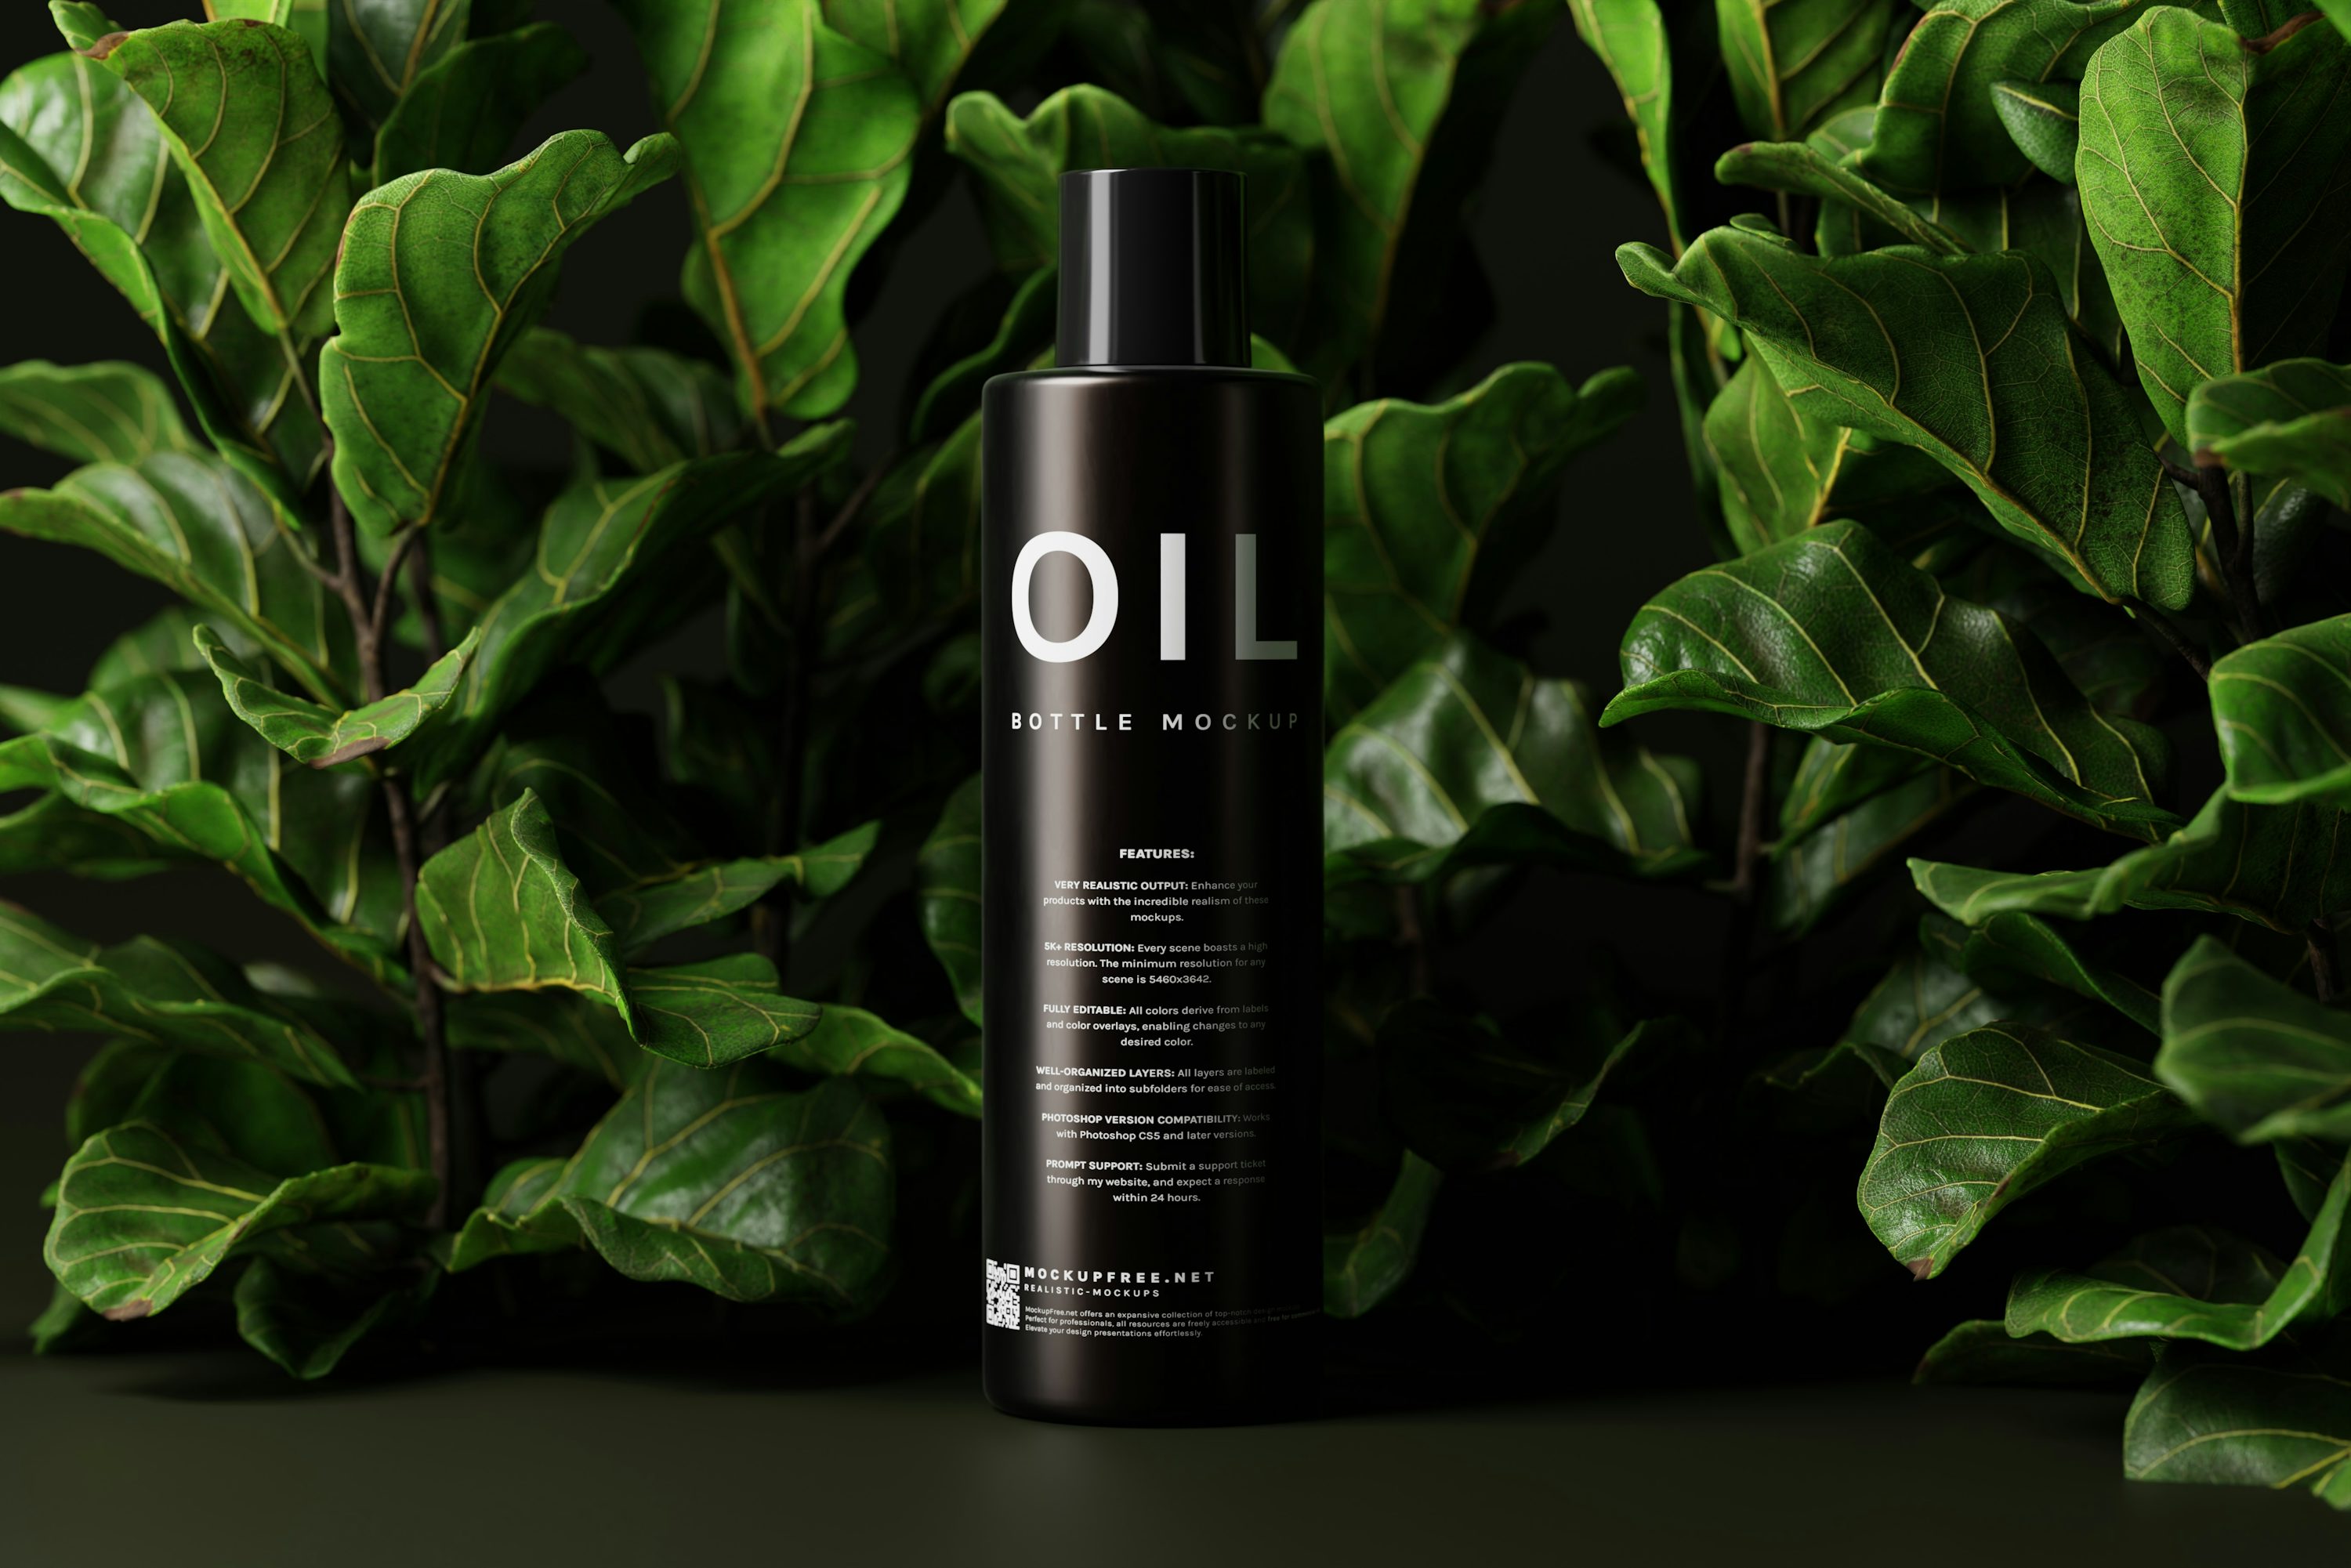 OIL
BOTTLE MOCKUP
FEATURES:
VERY REALISTIC OUTPUT: Enhance your
products with the incredible realism of these
mockups.
5K+ RESOLUTION: Every scene boasts a high
resolution. The minimum resolution for any
scene is 5460x3642.
FULLY EDITABLE: All colors derive from labels
and color overlays, enabling changes to any
desired color.
WELL-ORGANIZED LAYERS: All layers are labeled
and organized into subfolders for ease of access.
PHOTOSHOP VERSION COMPATIBILITY: Works
with Photoshop CS5 and later versions.
PROMPT SUPPORT: Submit a support ticket
through my website, and expect a response
within 24 hours.
MOCKUPFREE.NET
REALISTIC-MOCKUPS
MockupFree.net offers an expansive collection of top-notch
Perfect for professionals, all resources are freely accessible and free for
Elevate your design presentations effortlessly.